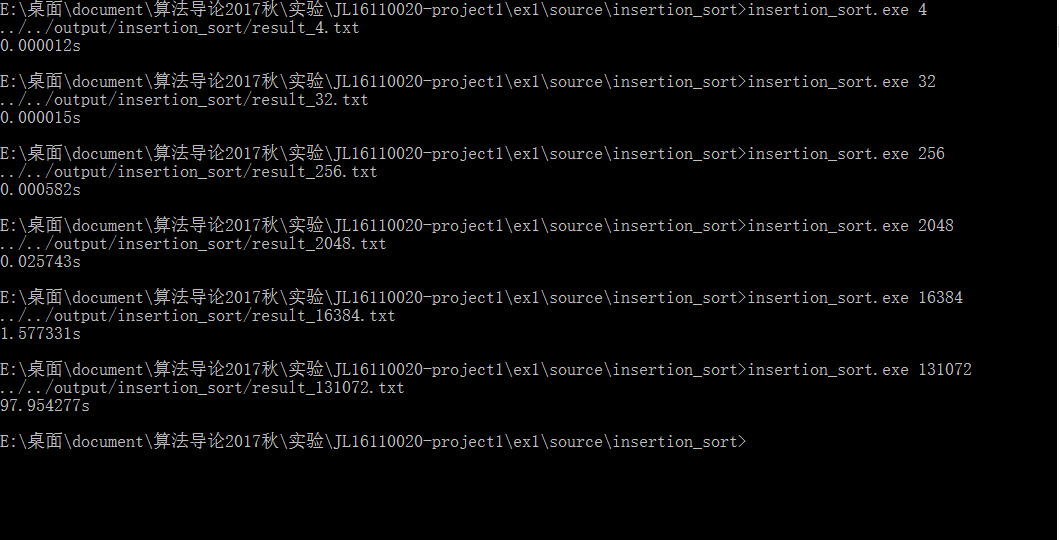 E:\桌面\document\算法导论2017秋\实验\JL16110020-project1\ex1\source\insertion_sort>insertion_sort.exe 4
../../output/insertion_sort/result_4.txt
0.000012s
E:\桌面\document\算法导论2017秋\实验\JL16110020-project1\ex1\source\insertion_sort>insertion_sort.exe 32
../../output/insertion_sort/result_32.txt
0.000015s
E:\桌面\document\算法导论2017秋\实验\JL16110020-project1\ex1\source\insertion_sort>insertion_sort.exe 256
../../output/insertion_sort/result_256.txt
0.000582s
E:\桌面\document\算法导论2017秋\实验\JL16110020-project1\ex1\source\insertion_sort>insertion_sort.exe 2048
../../output/insertion_sort/result_2048.txt
0.025743s
E:\桌面\document\算法导论2017秋\实验\JL16110020-project1\ex1\source\insertion_sort>insertion_sort.exe 16384
../../output/insertion_sort/result_16384.txt
1.577331s
E:\桌面\document\算法导论2017秋\实验\JL16110020-project1\ex1\source\insertion_sort>insertion_sort.exe 131072
../../output/insertion_sort/result_131072.txt
97.954277s
E:\桌面\document\算法导论2017秋\实验\JL16110020-project1\ex1\source\insertion_sort>